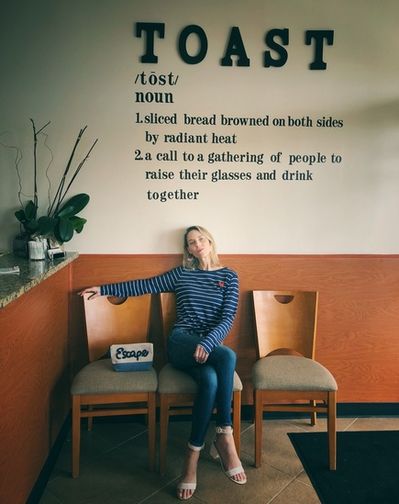 TOAST
/tōst/
noun
1. sliced bread browned on both sides
by radiant heat
2. a call to a gathering of people to
raise their glasses and drink
together
Escape